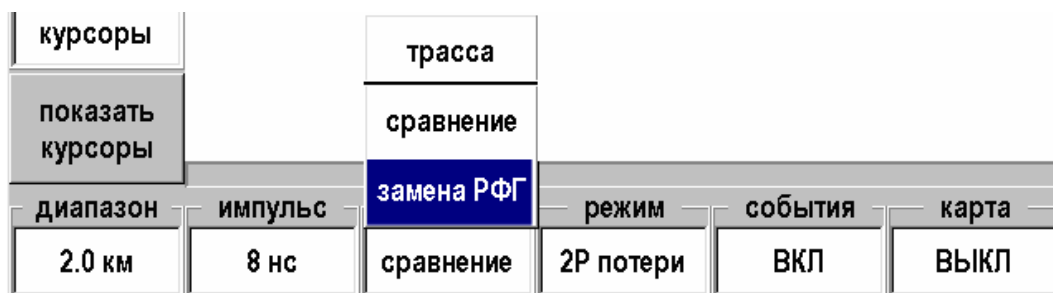 курсоры
показать
курсоры
трасса
сравнение
замена РФГ
диапазон импульс режим события карта
2.0 км 8 нс сравнение 2Р потери ВКЛ ВЫКЛ